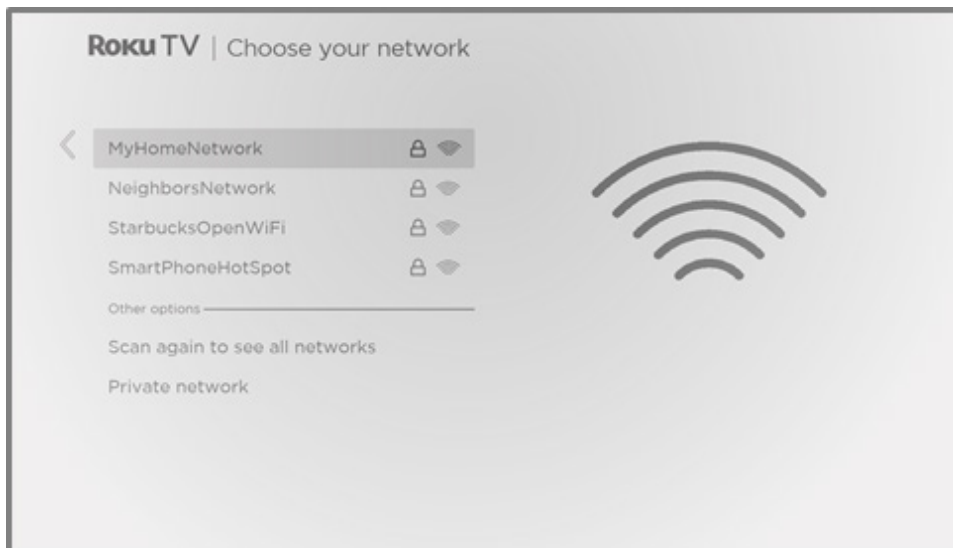 Roku TV | Choose your network
MyHomeNetwork
NeighborsNetwork
StarbucksOpenWiFi
SmartPhoneHotSpot
Other options
Scan again to see all networks
Private network